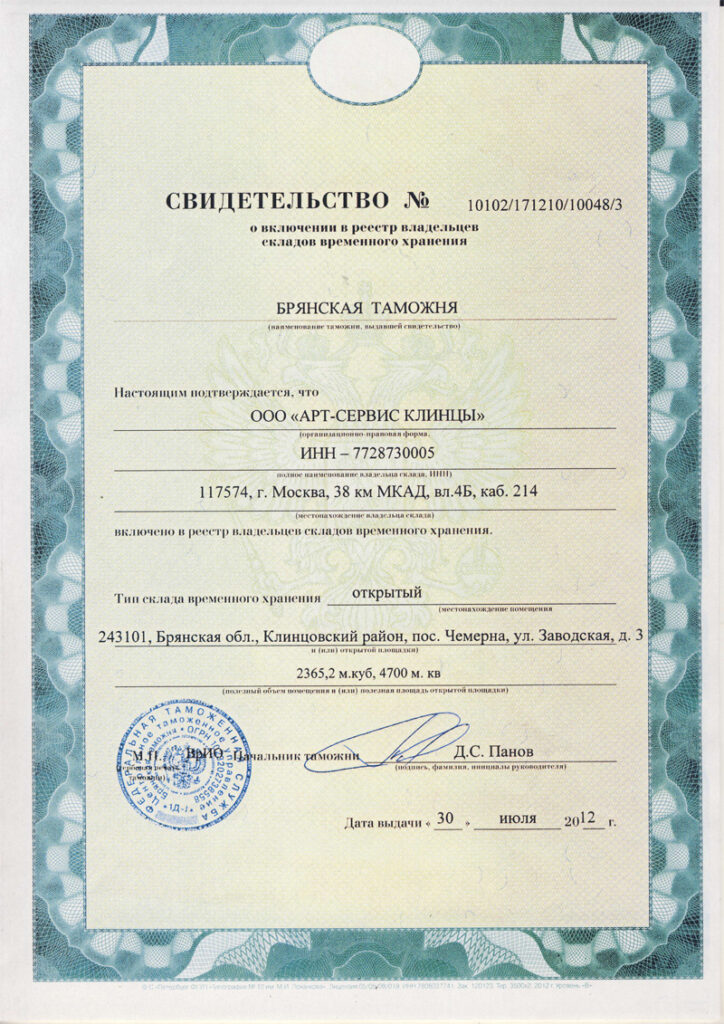 СВИДЕТЕЛЬСТВО № 10102/171210/10048/3
о включении в реестр владельцев
складов временного хранения
БРЯНСКАЯ ТАМОЖНЯ
(наименование таможни, выдавшей свидетельство)
Настоящим подтверждается, что
ООО «АРТ-СЕРВИС КЛИНЦЫ»
(организационно-правовая форма,
ИНН – 7728730005
полное наименование владельца склада, ИНН)
117574, г. Москва, 38 км МКАД, вл.4Б, каб. 214
(местонахождение владельца склада)
включено в реестр владельцев складов временного хранения.
Тип склада временного хранения открытый
(местонахождение помещения
243101, Брянская обл., Клинцовский район, пос. Чемерна, ул. Заводская, д. 3
и (или) открытой площадки)
2365,2 м.куб, 4700 м. кв
(полезный объем помещения и (или) полезная площадь открытой площадки)
ФЕДЕРАЛЬНАЯ ТАМОЖЕННАЯ СЛУЖБА
М.П. ВрИО Начальник таможни Д.С. Панов
таможни) (подпись, фамилия, инициалы руководителя)
Дата выдачи « 30 » июля 2012 г.